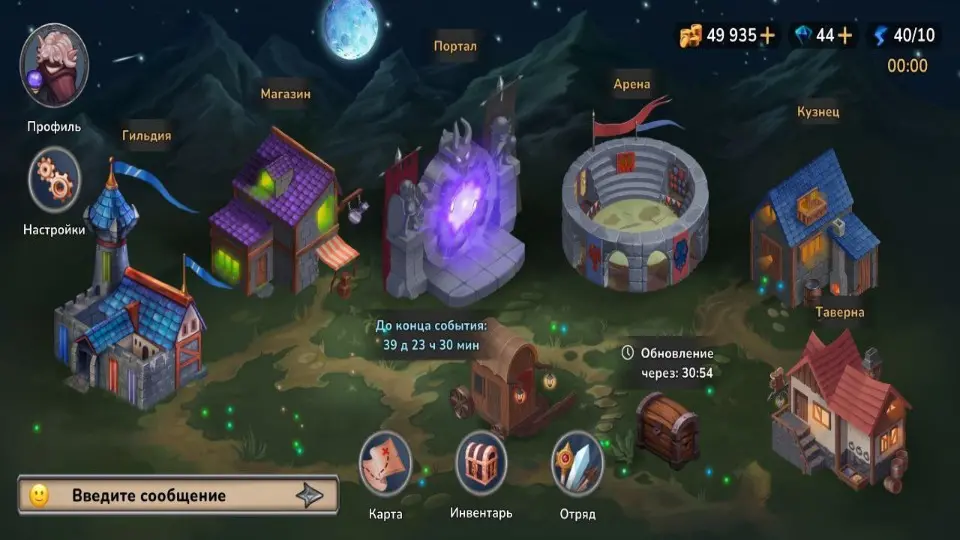 49 935
44
40/10
00:00
Портал
Арена
Магазин
Кузнец
Профиль
Гильдия
Настройки
Таверна
До конца события:
39 д 23 ч 30 мин
Обновление
через: 30:54
Введите сообщение
Карта
Инвентарь
Отряд